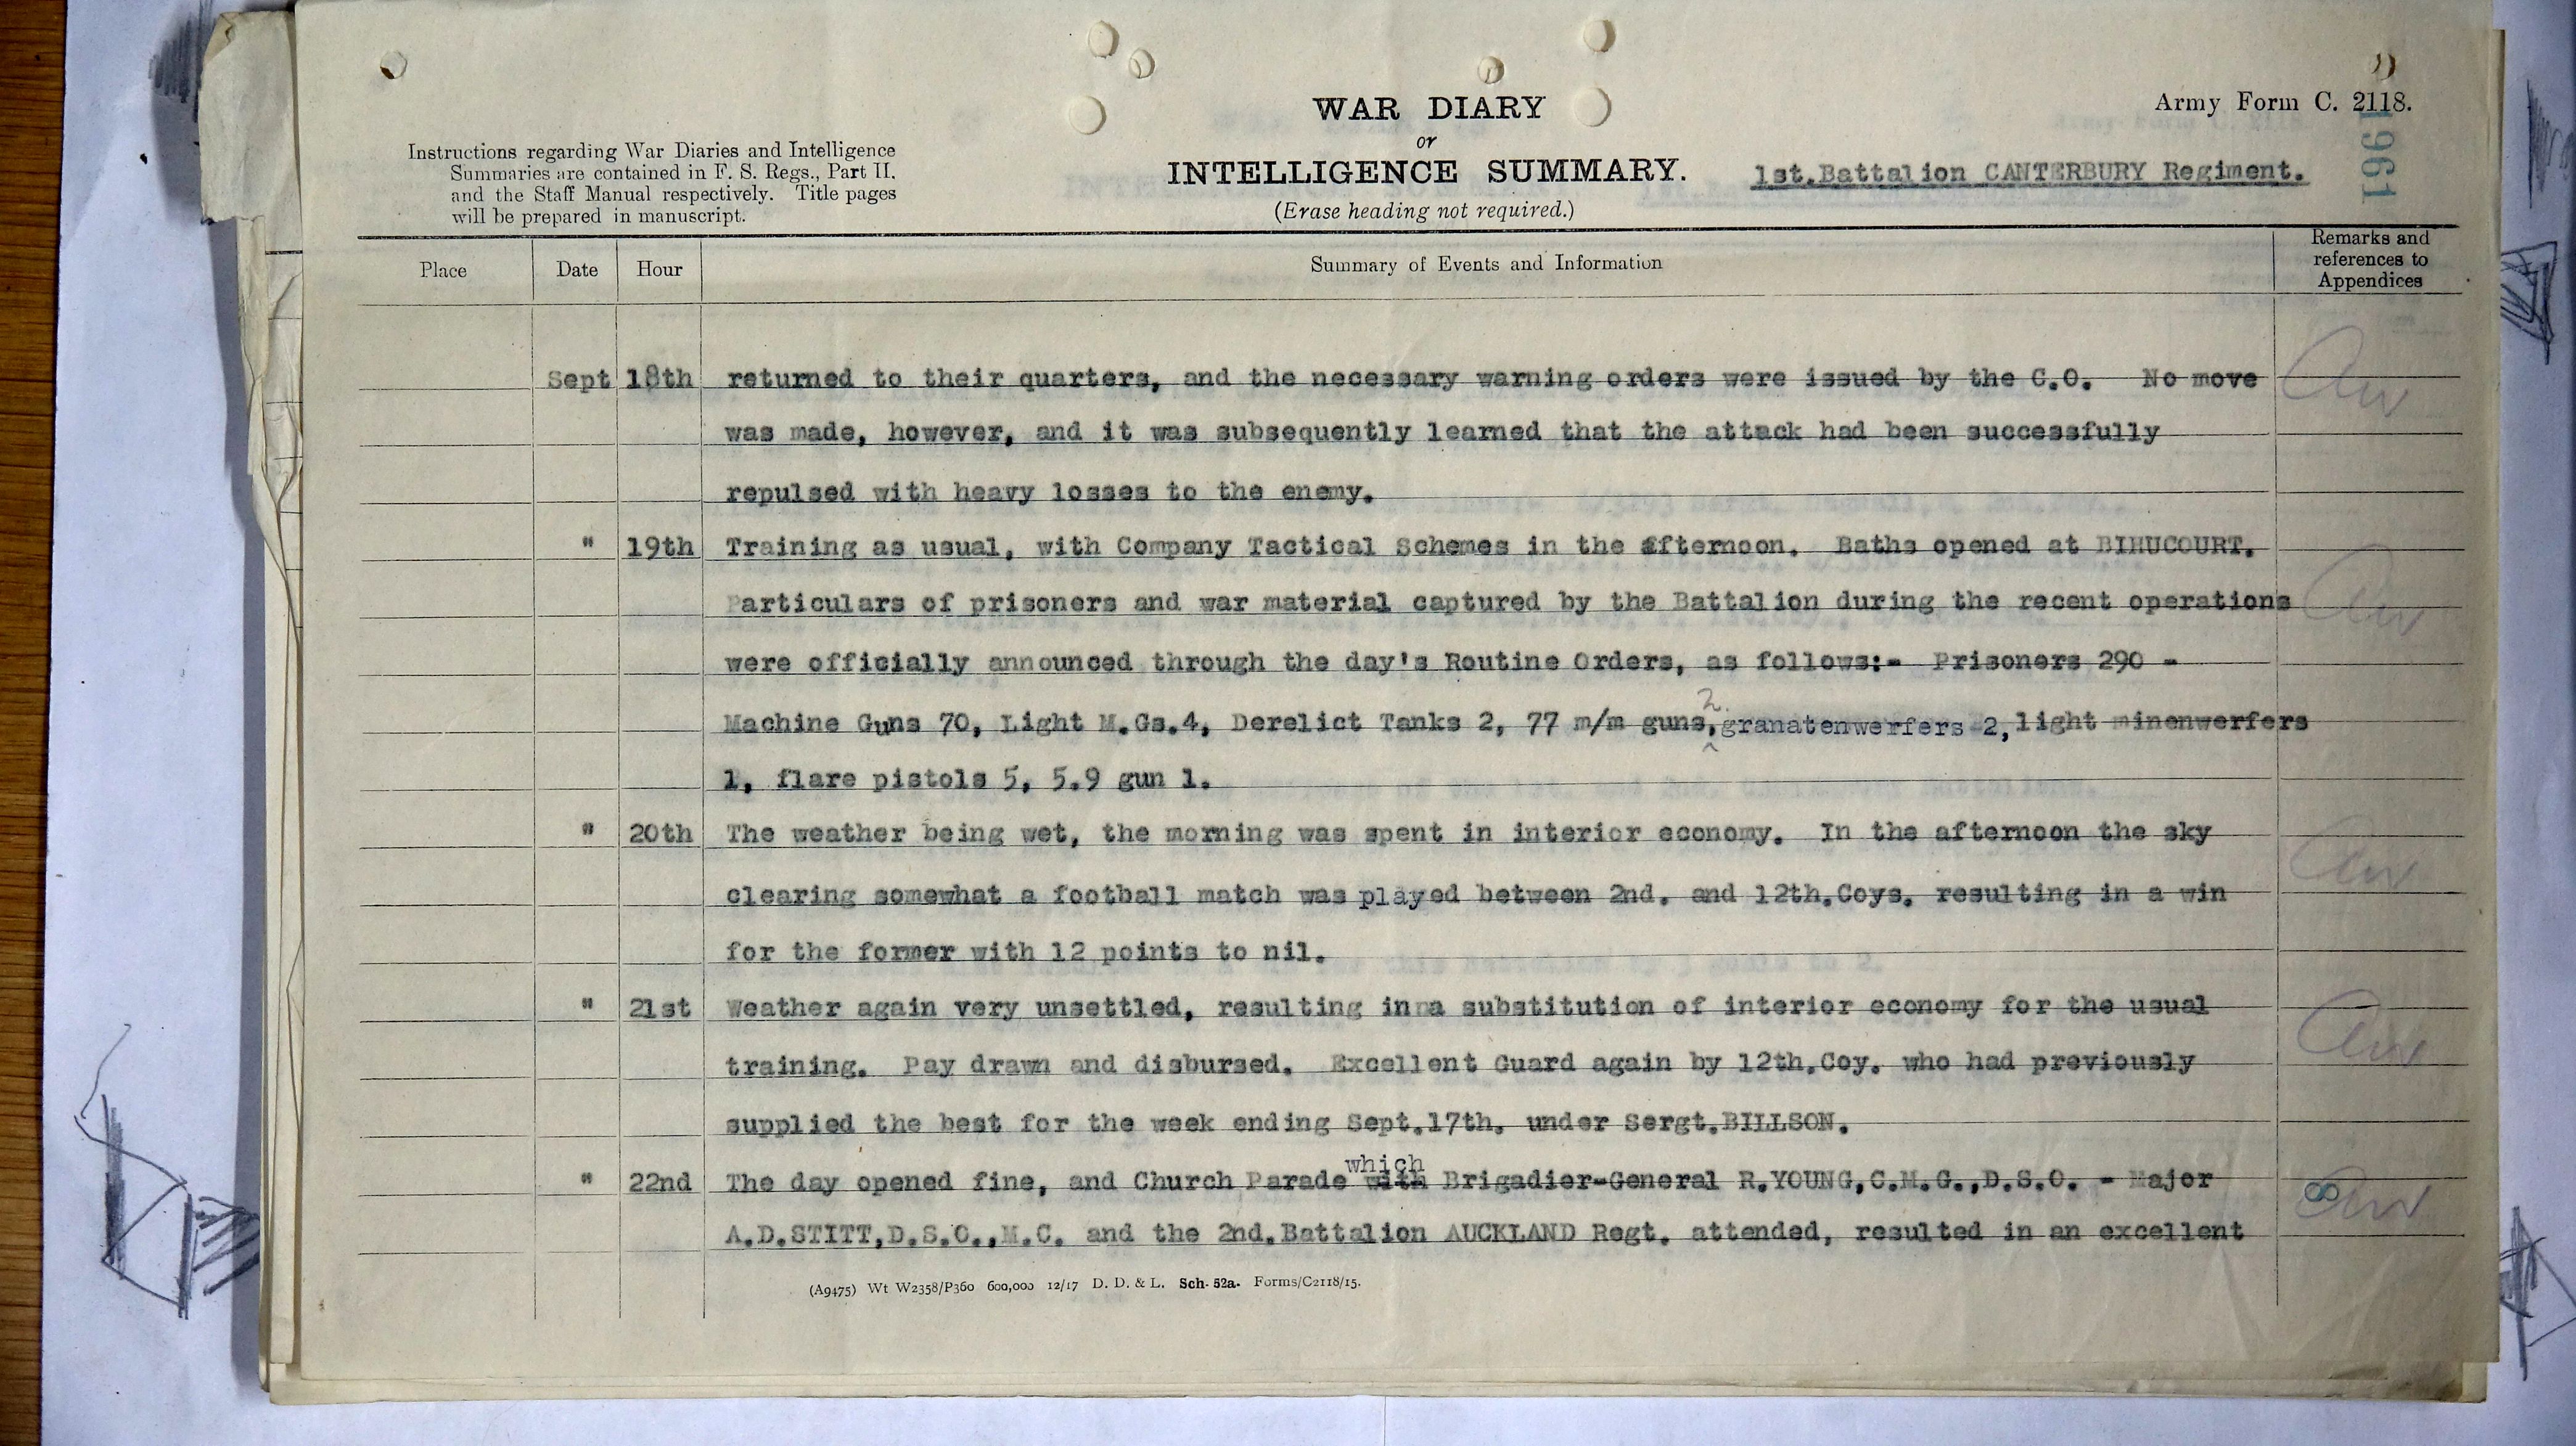 WAR DIARY
or
INTELLIGENCE SUMMARY.
(Erase heading not required.)
Army Form C. 2118.
1961
Instructions regarding War Diaries and Intelligence
Summaries are contained in F. S. Regs., Part II.
and the Staff Manual respectively. Title pages
will be prepared in manuscript.
1st.Battalion CANTERBURY Regiment.
Place Date Hour Summary of Events and Information Remarks and references to Appendices
Sept 18th returned to their quarters, and the necessary warning orders were issued by the C.O. No move
was made, however, and it was subsequently learned that the attack had been successfully
repulsed with heavy losses to the enemy.
" 19th Training as usual, with Company Tactical Schemes in the afternoon. Baths opened at BIHUCOURT.
Particulars of prisoners and war material captured by the Battalion during the recent operations
were officially announced through the day's Routine Orders, as follows:- Prisoners 290 -
Machine Guns 70, Light M.Gs.4, Derelict Tanks 2, 77 m/m guns, 2. granatenwerfers 2, light minenwerfers
1, flare pistols 5, 5.9 gun 1.
" 20th The weather being wet, the morning was spent in interior economy. In the afternoon the sky
clearing somewhat a football match was played between 2nd. and 12th.Coys. resulting in a win
for the former with 12 points to nil.
" 21st Weather again very unsettled, resulting in a substitution of interior economy for the usual
training. Pay drawn and disbursed. Excellent Guard again by 12th.Coy. who had previously
supplied the best for the week ending Sept.17th. under Sergt.BILLSON.
which
" 22nd The day opened fine, and Church Parade with Brigadier-General R.YOUNG,C.M.G.,D.S.O. - Major
A.D.STITT,D.S.O.,M.C. and the 2nd.Battalion AUCKLAND Regt. attended, resulted in an excellent
8
(A9475) Wt W2358/P360 600,000 12/17 D. D. & L. Sch. 52a. Forms/C2118/15.